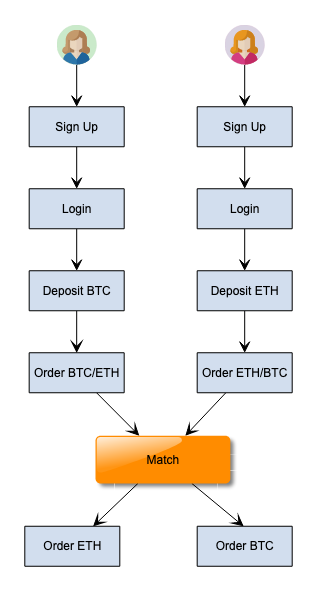 Sign Up
Sign Up
Login
Login
Deposit BTC
Deposit ETH
Order BTC/ETH
Order ETH/BTC
Match
Order ETH
Order BTC